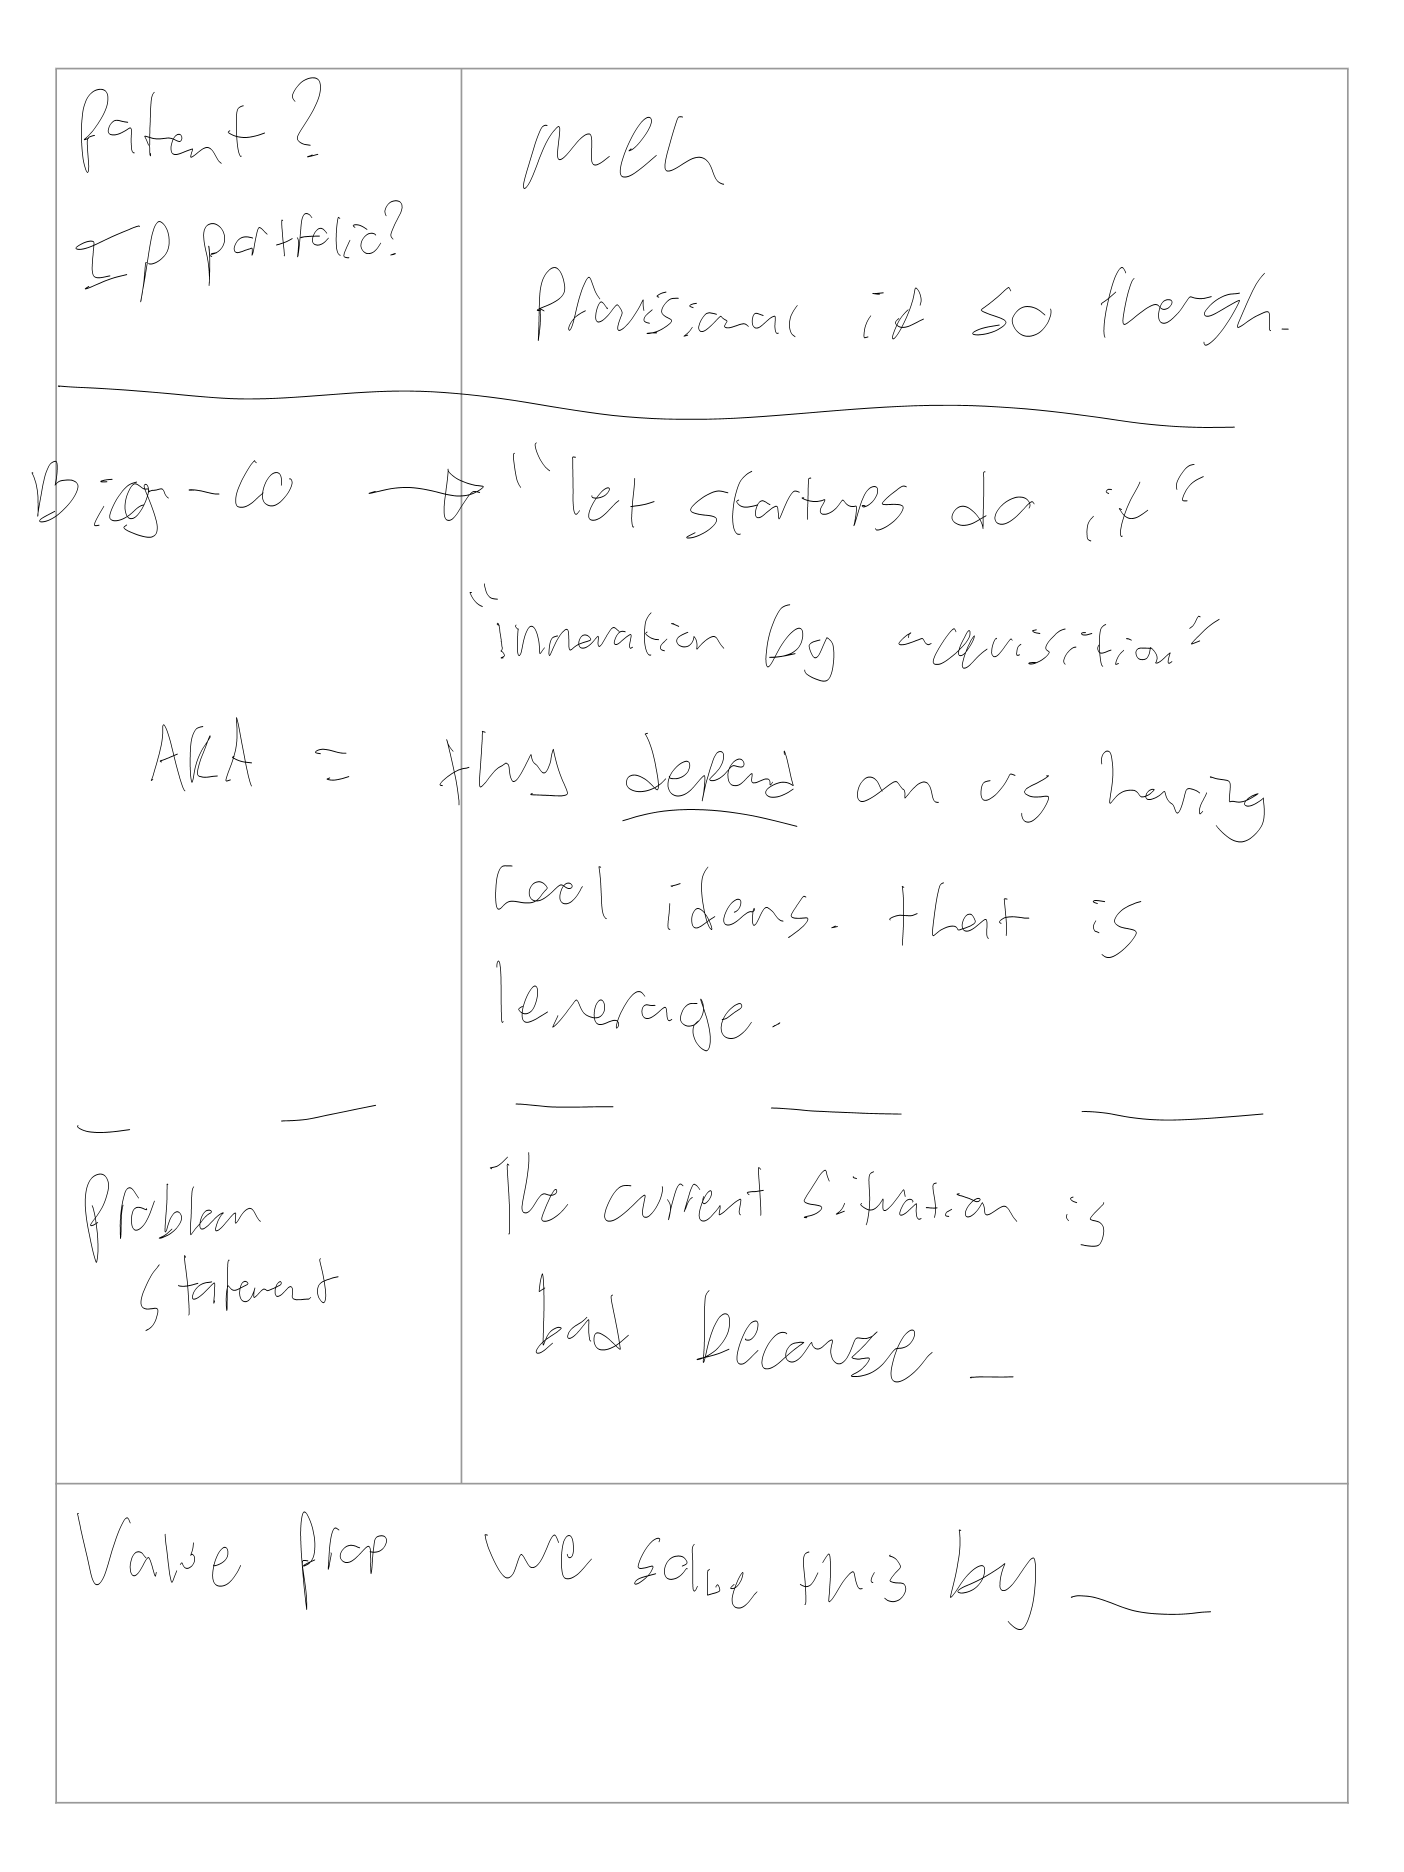 Patent?
meh
IP portfolio?
Provisional if so though.
Big-co → "let startups do it"
"innovation by acquisition"
AKA = they depend on us having
cool ideas. that is
leverage.
Problem
The current situation is
statement
bad because _
Value prop we solve this by ___